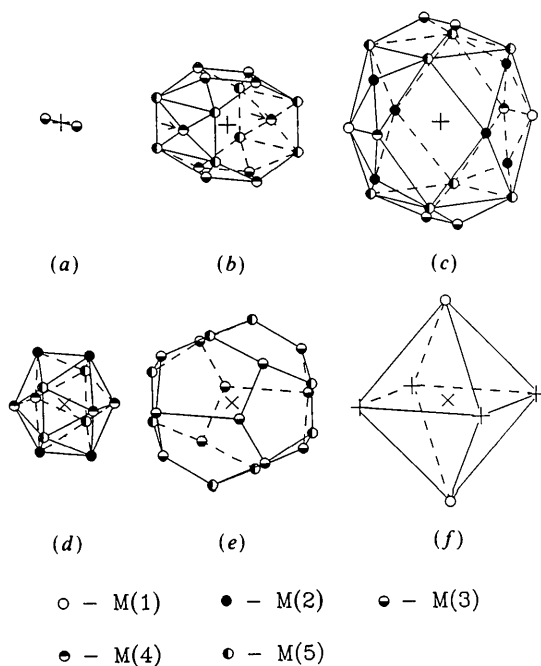 (a)
(b)
(c)
(d)
(e)
(f)
○ – M(1)
● – M(2)
◒ – M(3)
◓ – M(4)
◐ – M(5)